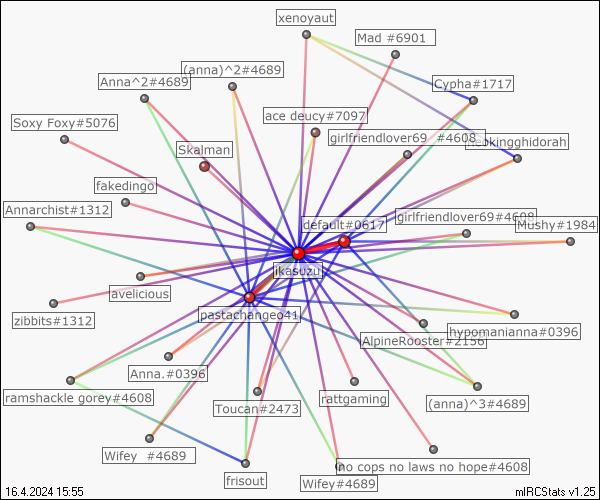 xenoyaut
Mad #6901
(anna)^2#4689
Anna^2#4689
Cypha#1717
ace deucy#7097
Soxy Foxy#5076
girlfriendlover69 #4608
Skalman
fakedingo
Annarchist#1312
default#0617
girlfriendlover69#4608
Mushy#1984
ikasuzu
avelicious
zibbits#1312
pastachangeo41
hypomanianna#0396
AlpineRooster#2156
Anna.#0396
ramshackle gorey#4608
rattgaming
Toucan#2473
(anna)^3#4689
Wifey #4689
no cops no laws no hope#4608
frisout
Wifey#4689
16.4.2024 15:55
mIRCStats v1.25